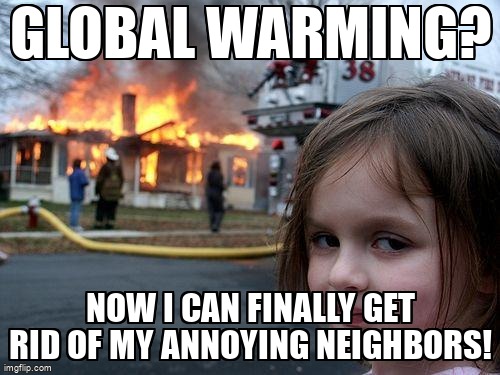 GLOBAL WARMING?
38
NOW I CAN FINALLY GET
RID OF MY ANNOYING NEIGHBORS!
imgflip.com